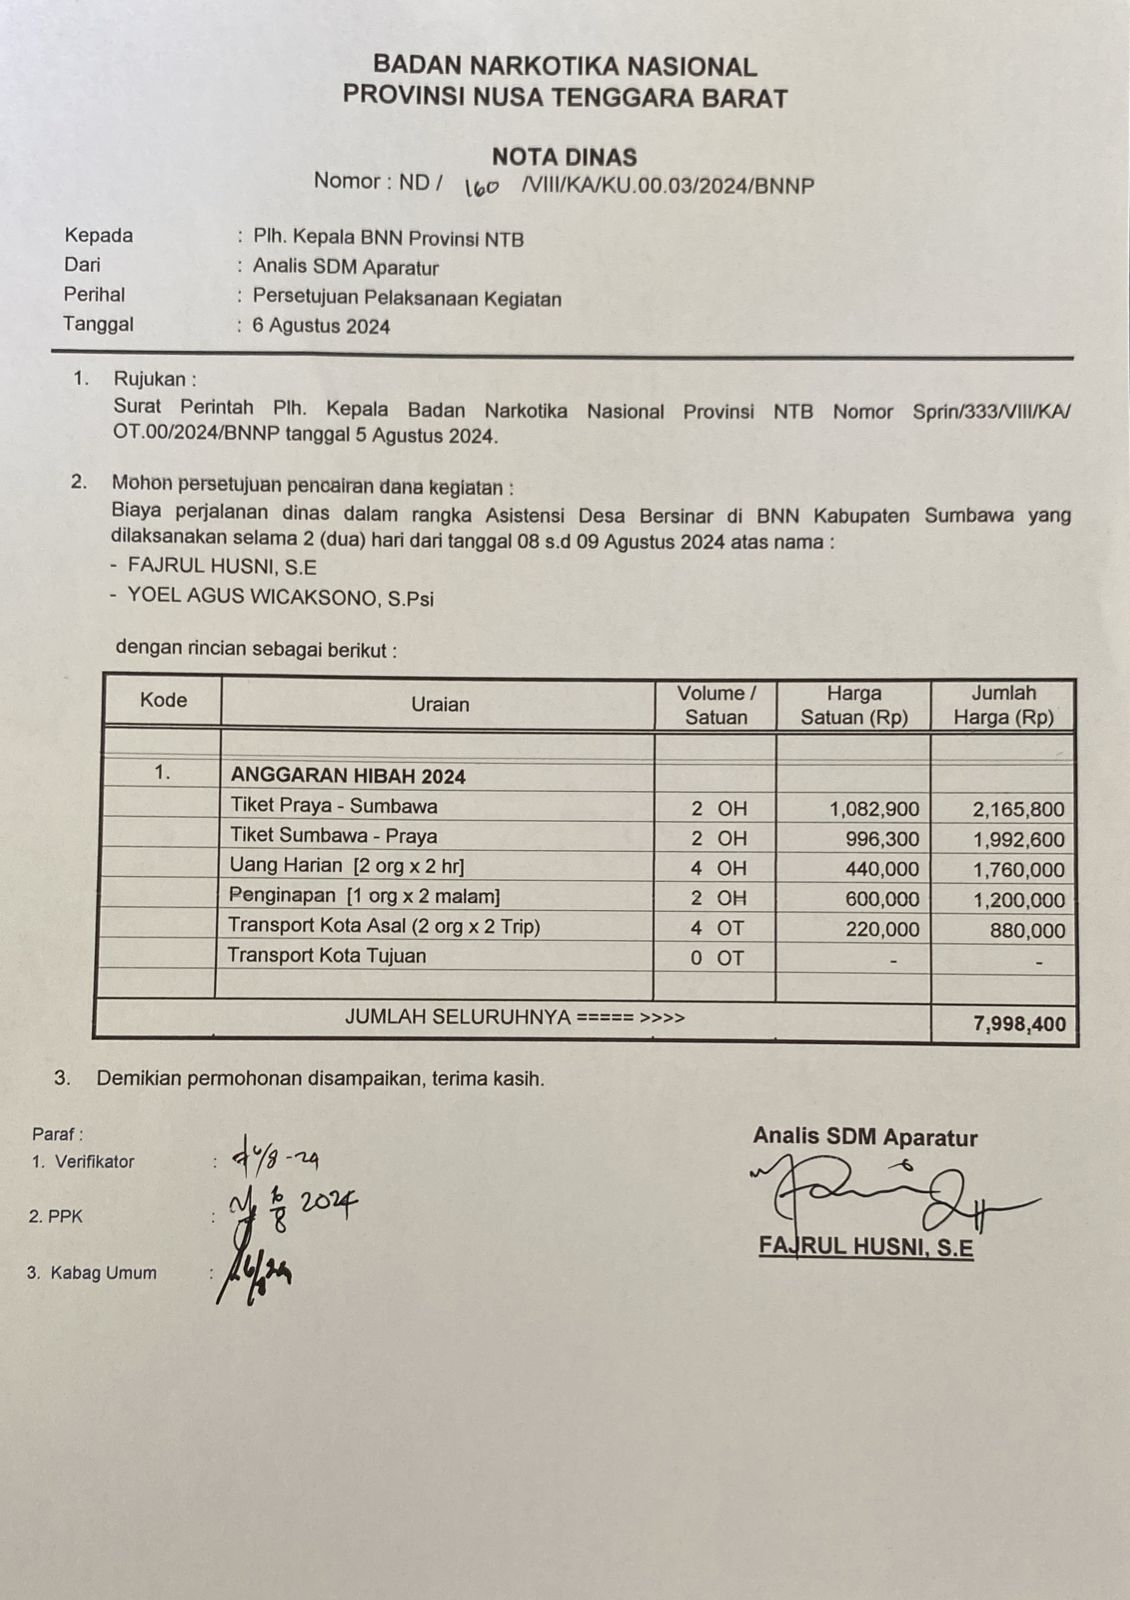 BADAN NARKOTIKA NASIONAL
PROVINSI NUSA TENGGARA BARAT
NOTA DINAS
Nomor : ND / 160 /VIII/KA/KU.00.03/2024/BNNP
Kepada : Plh. Kepala BNN Provinsi NTB
Dari : Analis SDM Aparatur
Perihal : Persetujuan Pelaksanaan Kegiatan
Tanggal : 6 Agustus 2024
1. Rujukan :
Surat Perintah Plh. Kepala Badan Narkotika Nasional Provinsi NTB Nomor Sprin/333/VIII/KA/
OT.00/2024/BNNP tanggal 5 Agustus 2024.
2. Mohon persetujuan pencairan dana kegiatan :
Biaya perjalanan dinas dalam rangka Asistensi Desa Bersinar di BNN Kabupaten Sumbawa yang
dilaksanakan selama 2 (dua) hari dari tanggal 08 s.d 09 Agustus 2024 atas nama :
- FAJRUL HUSNI, S.E
- YOEL AGUS WICAKSONO, S.Psi
dengan rincian sebagai berikut :
Kode Uraian Volume / Satuan Harga Satuan (Rp) Jumlah Harga (Rp)
1. ANGGARAN HIBAH 2024
Tiket Praya - Sumbawa 2 OH 1,082,900 2,165,800
Tiket Sumbawa - Praya 2 OH 996,300 1,992,600
Uang Harian [2 org x 2 hr] 4 OH 440,000 1,760,000
Penginapan [1 org x 2 malam] 2 OH 600,000 1,200,000
Transport Kota Asal (2 org x 2 Trip) 4 OT 220,000 880,000
Transport Kota Tujuan 0 OT - -
JUMLAH SELURUHNYA ===== >>>> 7,998,400
3. Demikian permohonan disampaikan, terima kasih.
Paraf :
1. Verifikator : 6/8-24
2. PPK : 2024
3. Kabag Umum :
Analis SDM Aparatur
FAJRUL HUSNI, S.E